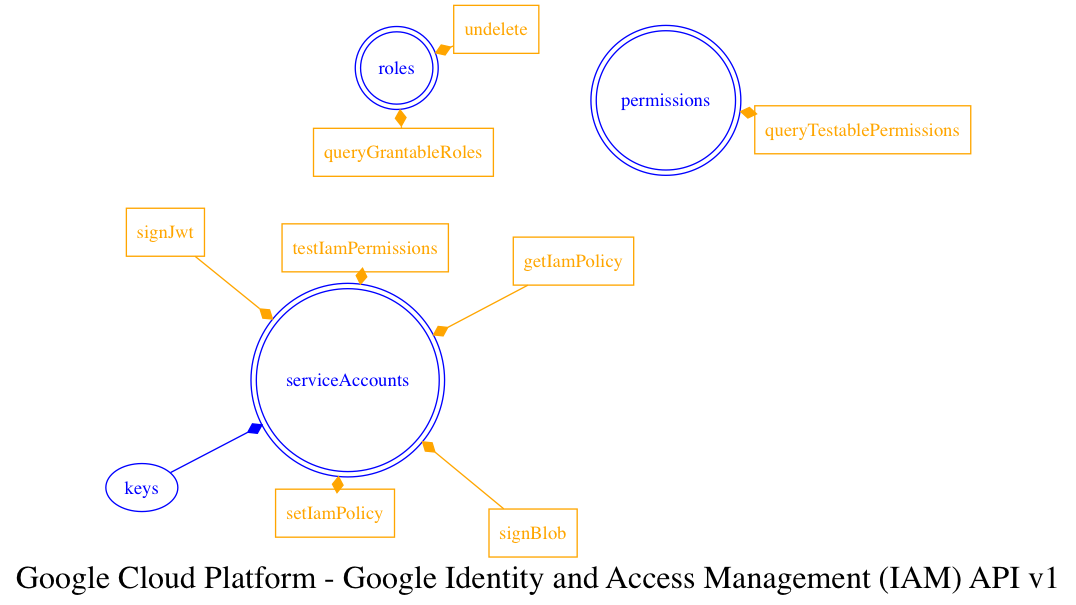 undelete
roles
permissions
queryTestablePermissions
queryGrantableRoles
signJwt
testIamPermissions
getIamPolicy
serviceAccounts
keys
setIamPolicy
signBlob
Google Cloud Platform - Google Identity and Access Management (IAM) API v1